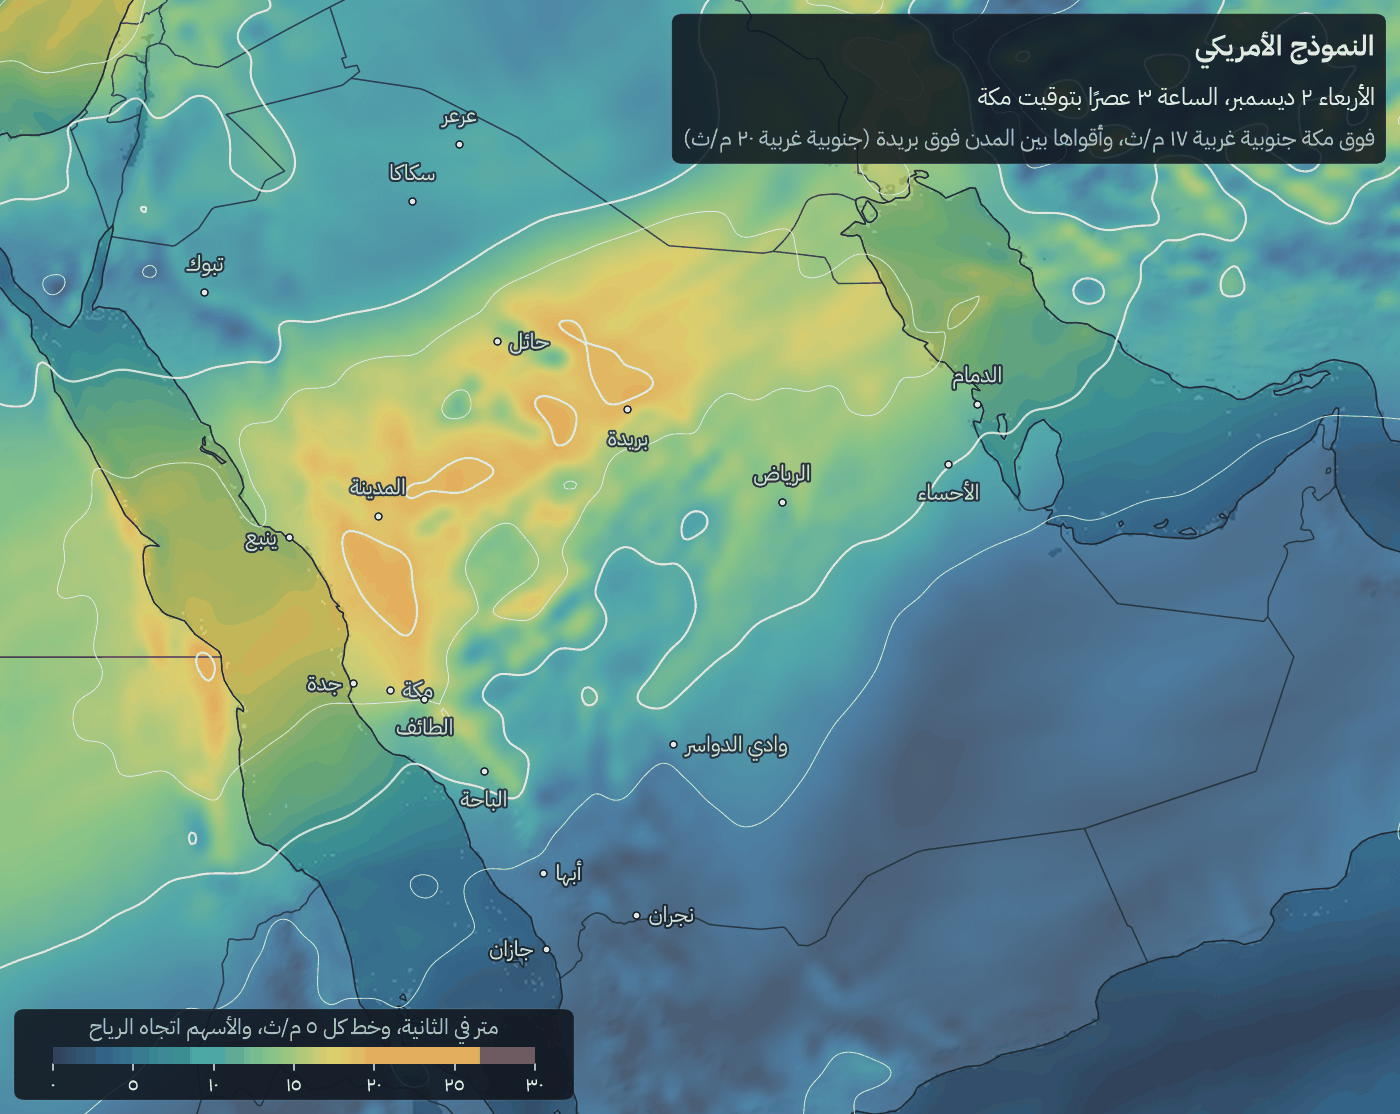 النموذج الأمريكي
الأربعاء ٢ ديسمبر، الساعة ٣ عصرًا بتوقيت مكة
فوق مكة جنوبية غربية ١٧ م/ث، وأقواها بين المدن فوق بريدة (جنوبية غربية ٢٠ م/ث)
عرعر
سكاكا
تبوك
حائل
الدمام
بريدة
الرياض
المدينة
الأحساء
ينبع
جدة
مكة
الطائف
وادي الدواسر
الباحة
أبها
نجران
جازان
متر في الثانية، وخط كل ٥ م/ث، والأسهم اتجاه الرياح
٠ ٥ ١٠ ١٥ ٢٠ ٢٥ ٣٠